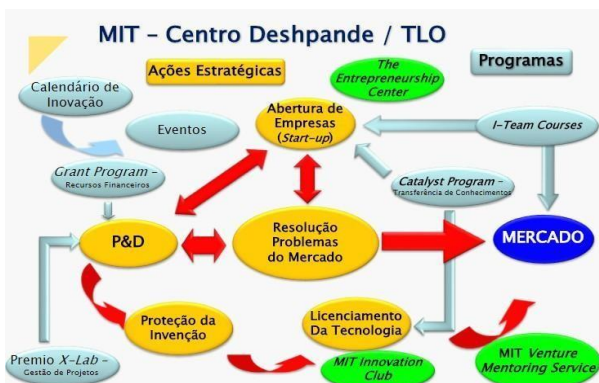 MIT – Centro Deshpande / TLO
Ações Estratégicas
The
Entrepreneurship
Center
Programas
Calendário de
Inovação
Eventos
Abertura de
Empresas
(Start-up)
I-Team Courses
Grant Program –
Recursos Financeiros
Catalyst Program –
Transferência de Conhecimentos
P&D
Resolução
Problemas
do Mercado
MERCADO
Proteção da
Invenção
Licenciamento
Da Tecnologia
Premio X-Lab –
Gestão de Projetos
MIT Innovation
Club
MIT Venture
Mentoring Service